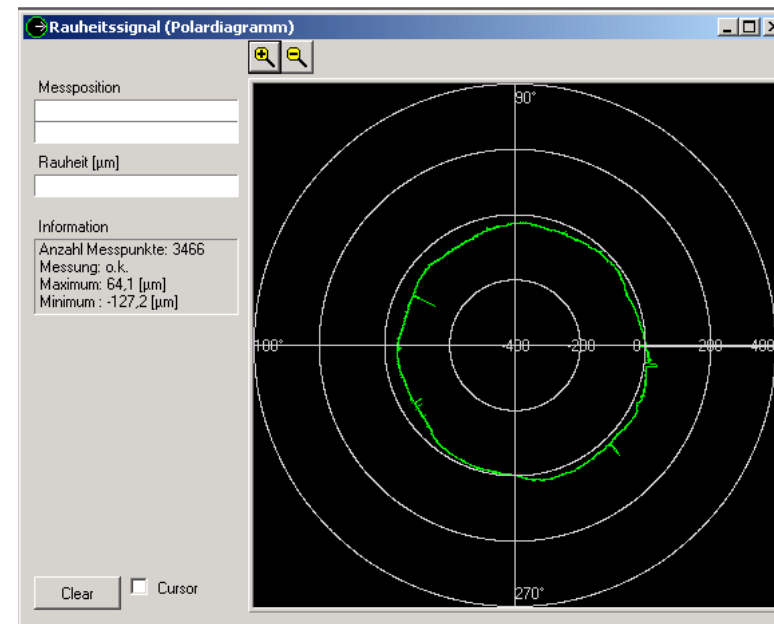 Rauheitssignal (Polardiagramm)
Messposition
Rauheit [µm]
Information
Anzahl Messpunkte: 3466
Messung: o.k.
Maximum: 64,1 [µm]
Minimum : -127,2 [µm]
90°
-400 -200 0 200 400
270°
Clear
Cursor